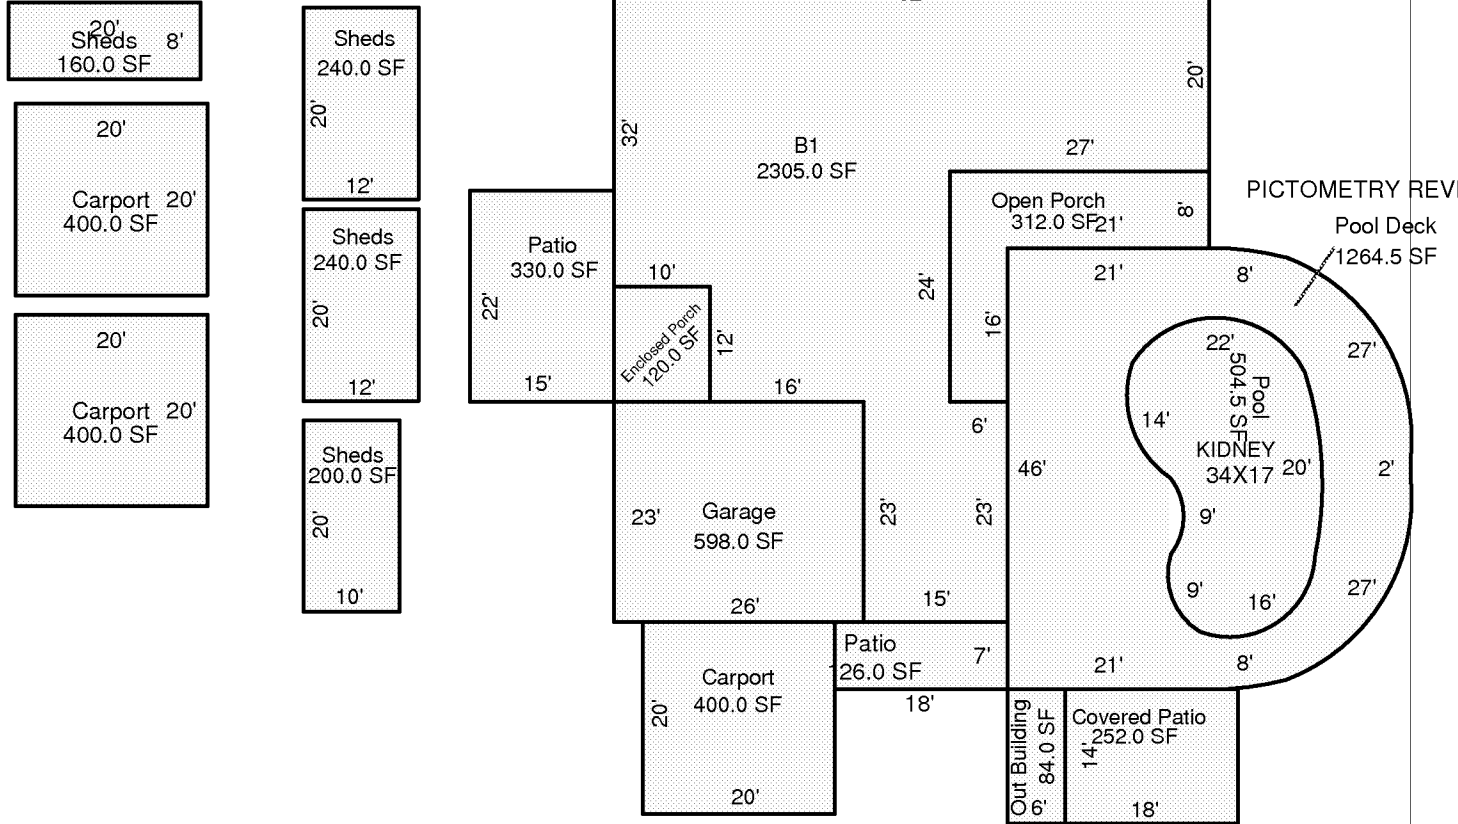 20'
Sheds
8'
160.0 SF
20'
Carport
20'
400.0 SF
20'
Carport
20'
400.0 SF
Sheds
240.0 SF
20'
12'
Sheds
240.0 SF
20'
12'
Sheds
200.0 SF
20'
10'
32'
B1
2305.0 SF
20'
27'
Patio
330.0 SF
22'
15'
10'
Enclosed Porch
120.0 SF
12'
16'
Open Porch
312.0 SF
21'
8'
24'
16'
6'
PICTOMETRY REVI
Pool Deck
1264.5 SF
21'
8'
27'
46'
2'
27'
21'
8'
22'
Pool
504.5 SF
14'
KIDNEY
34X17
20'
9'
9'
16'
Garage
598.0 SF
23'
23'
23'
26'
15'
Patio
126.0 SF
7'
18'
Carport
400.0 SF
20'
20'
Out Building
84.0 SF
6'
Covered Patio
252.0 SF
14'
18'